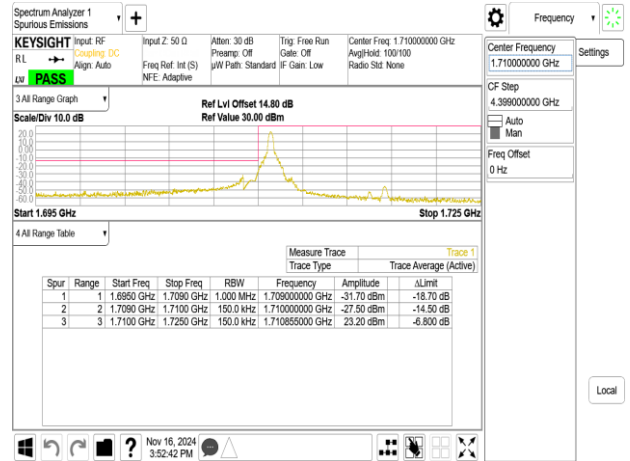 Spectrum Analyzer 1
Spurious Emissions
+
Frequency
KEYSIGHT Input: RF Input Z: 50 Ω Atten: 30 dB Trig: Free Run Center Freq: 1.710000000 GHz
RL Coupling: DC Preamp: Off Gate: Off Avg|Hold: 100/100
Align: Auto Freq Ref: Int (S) µW Path: Standard IF Gain: Low Radio Std: None
LXI PASS NFE: Adaptive
Center Frequency
1.710000000 GHz
Settings
CF Step
4.399000000 GHz
Auto
Man
Freq Offset
0 Hz
3 All Range Graph
Ref Lvl Offset 14.80 dB
Scale/Div 10.0 dB Ref Value 30.00 dBm
20.0
10.0
0.00
-10.0
-20.0
-30.0
-40.0
-50.0
-60.0
Start 1.695 GHz Stop 1.725 GHz
4 All Range Table
Measure Trace Trace 1
Trace Type Trace Average (Active)
Spur Range Start Freq Stop Freq RBW Frequency Amplitude ΔLimit
1 1 1.6950 GHz 1.7090 GHz 1.000 MHz 1.709000000 GHz -31.70 dBm -18.70 dB
2 2 1.7090 GHz 1.7100 GHz 150.0 kHz 1.710000000 GHz -27.50 dBm -14.50 dB
3 3 1.7100 GHz 1.7250 GHz 150.0 kHz 1.710855000 GHz 23.20 dBm -6.800 dB
Local
? Nov 16, 2024
3:52:42 PM